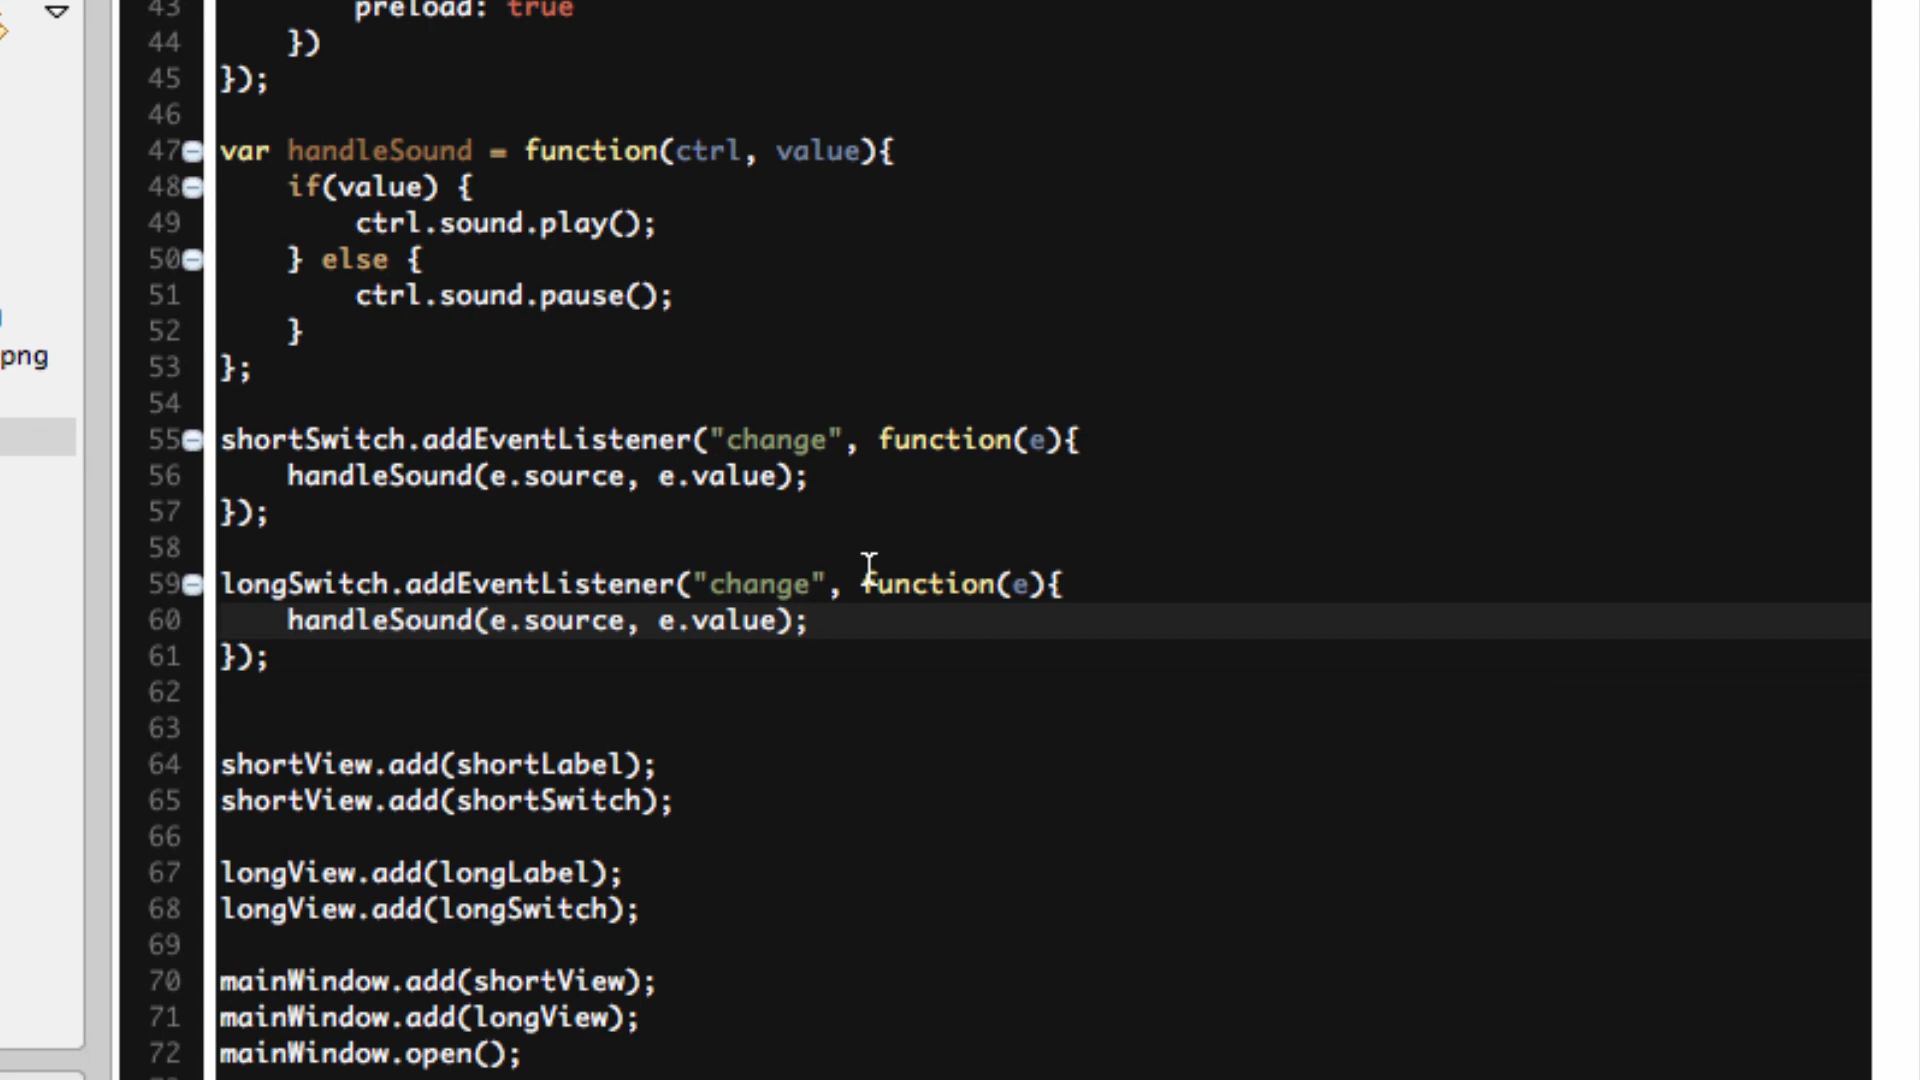 43 preload: true
44 })
45 });
46
47 var handleSound = function(ctrl, value){
48 if(value) {
49 ctrl.sound.play();
50 } else {
51 ctrl.sound.pause();
52 }
53 };
54
55 shortSwitch.addEventListener("change", function(e){
56 handleSound(e.source, e.value);
57 });
58
59 longSwitch.addEventListener("change", function(e){
60 handleSound(e.source, e.value);
61 });
62
63
64 shortView.add(shortLabel);
65 shortView.add(shortSwitch);
66
67 longView.add(longLabel);
68 longView.add(longSwitch);
69
70 mainWindow.add(shortView);
71 mainWindow.add(longView);
72 mainWindow.open();
png